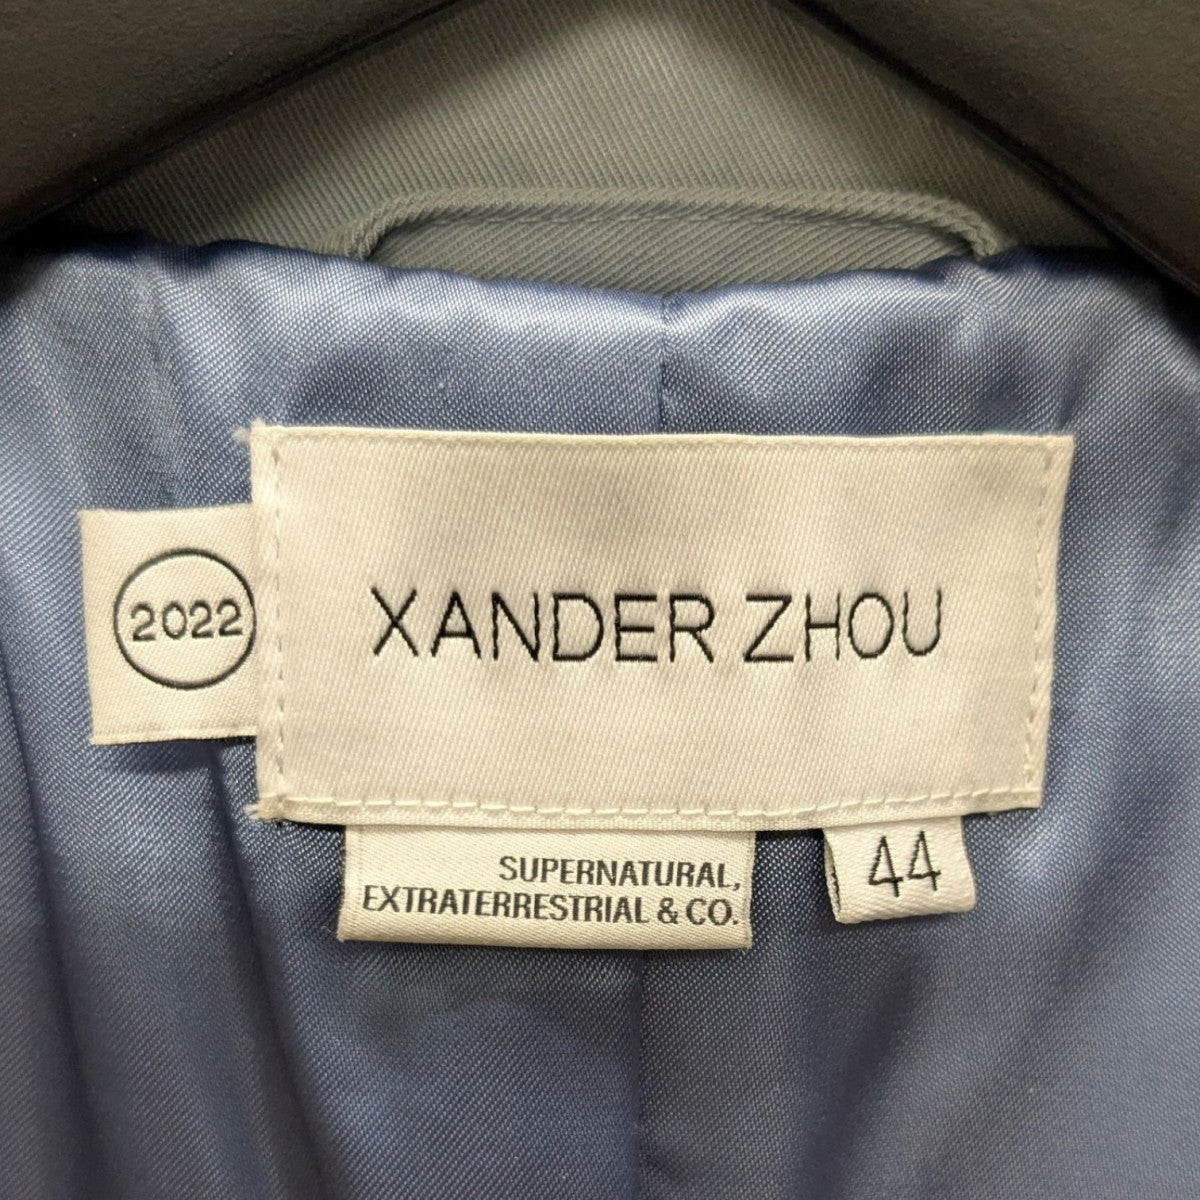 2022
XANDER ZHOU
SUPERNATURAL,
EXTRATERRESTRIAL & CO.
44